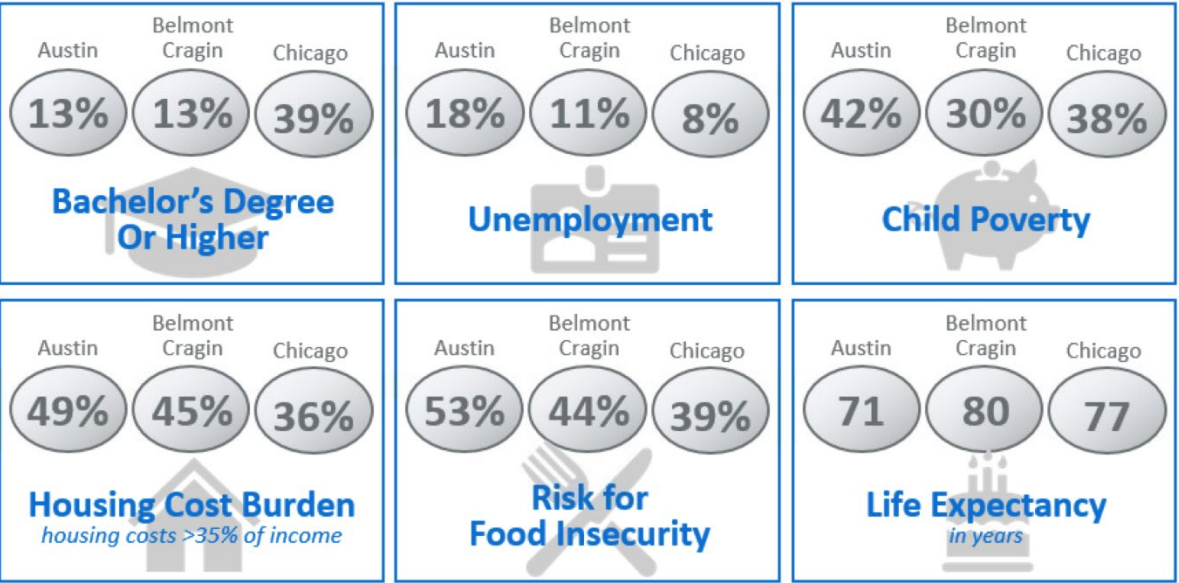 Austin Belmont Cragin Chicago
13% 13% 39%
Bachelor's Degree
Or Higher
Austin Belmont Cragin Chicago
18% 11% 8%
Unemployment
Austin Belmont Cragin Chicago
42% 30% 38%
Child Poverty
Austin Belmont Cragin Chicago
49% 45% 36%
Housing Cost Burden
housing costs >35% of income
Austin Belmont Cragin Chicago
53% 44% 39%
Risk for
Food Insecurity
Austin Belmont Cragin Chicago
71 80 77
Life Expectancy
in years